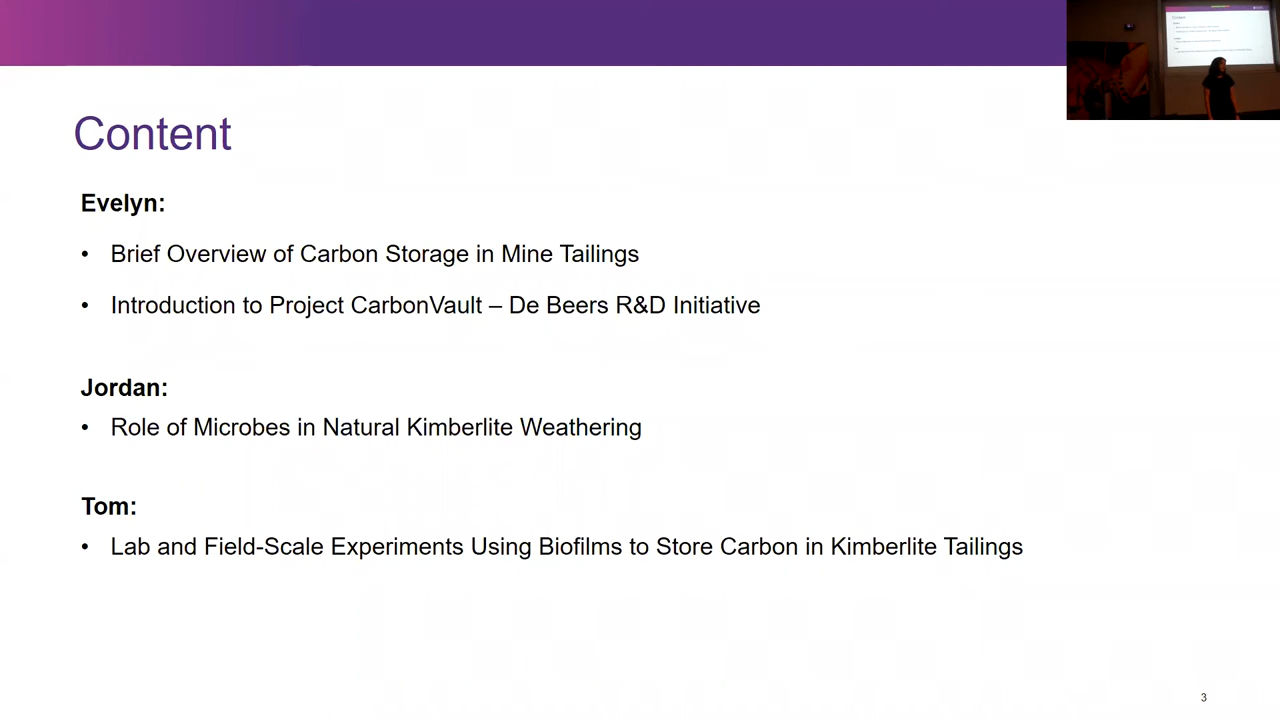 Content
Evelyn:
• Brief Overview of Carbon Storage in Mine Tailings
• Introduction to Project CarbonVault – De Beers R&D Initiative
Jordan:
• Role of Microbes in Natural Kimberlite Weathering
Tom:
• Lab and Field-Scale Experiments Using Biofilms to Store Carbon in Kimberlite Tailings
3